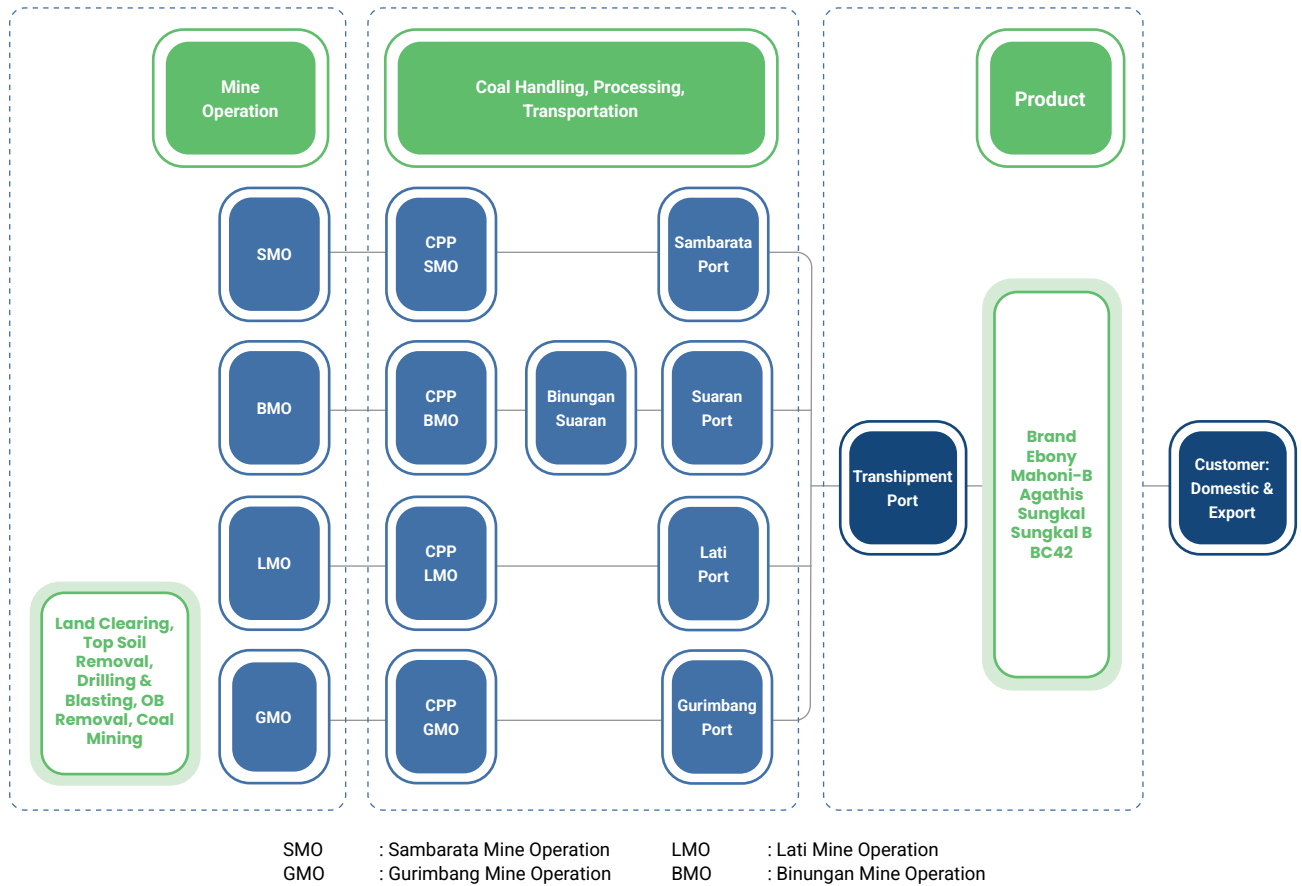 Mine
Operation
Coal Handling, Processing,
Transportation
Product
SMO
CPP
SMO
Sambarata
Port
BMO
CPP
BMO
Binungan
Suaran
Suaran
Port
LMO
CPP
LMO
Lati
Port
GMO
CPP
GMO
Gurimbang
Port
Land Clearing,
Top Soil
Removal,
Drilling &
Blasting, OB
Removal, Coal
Mining
Transhipment
Port
Brand
Ebony
Mahoni-B
Agathis
Sungkal
Sungkal B
BC42
Customer:
Domestic &
Export
SMO : Sambarata Mine Operation LMO : Lati Mine Operation
GMO : Gurimbang Mine Operation BMO : Binungan Mine Operation